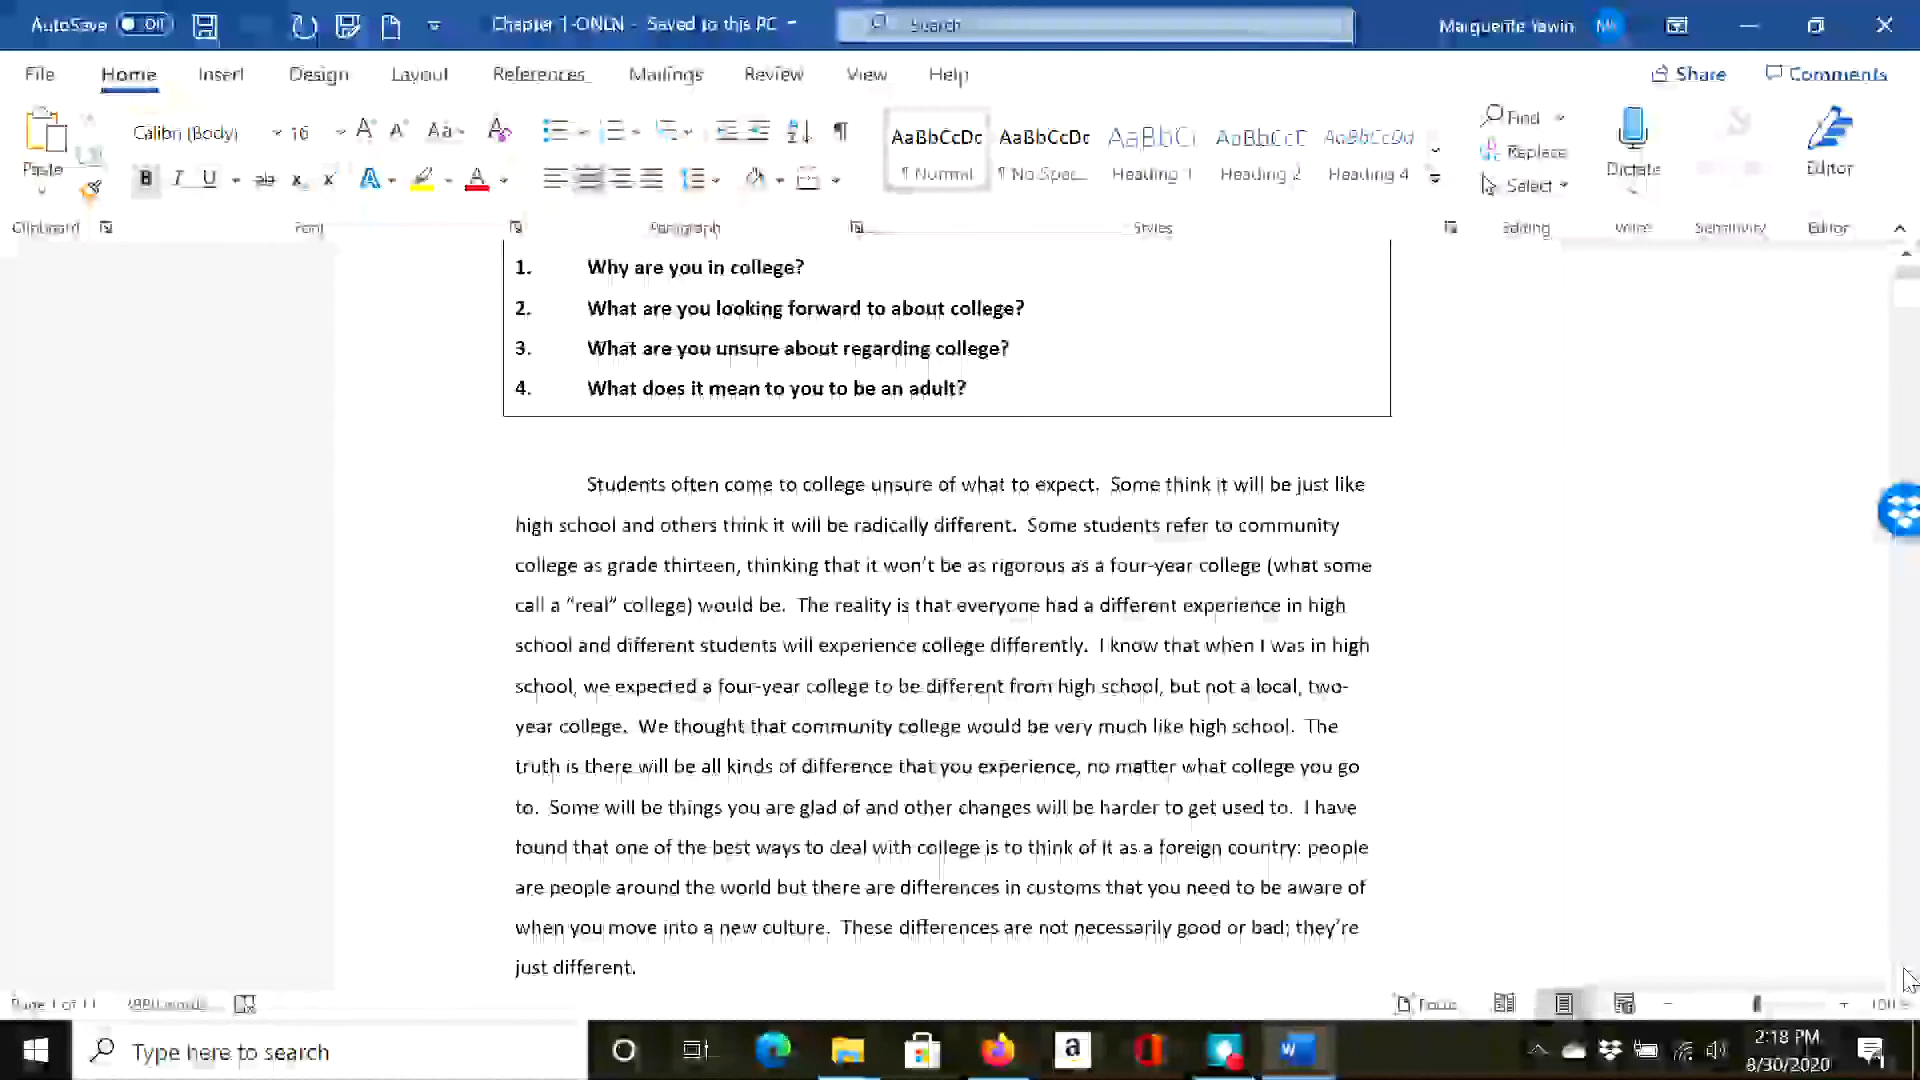 AutoSave Off Chapter 1-ONLN - Saved to this PC Search Marguerite Yawin
File Home Insert Design Layout References Mailings Review View Help Share Comments
Paste Calibri (Body) 16 Aa AaBbCcDc AaBbCcDc AaBbC AaBbCcD AaBbCcDd Find
Replace
B I U ab x x A A ¶ Normal ¶ No Spac... Heading 1 Heading 2 Heading 4 Select Dictate Editor
Clipboard Font Paragraph Styles Editing Voice Sensitivity Editor
1. Why are you in college?
2. What are you looking forward to about college?
3. What are you unsure about regarding college?
4. What does it mean to you to be an adult?
Students often come to college unsure of what to expect. Some think it will be just like
high school and others think it will be radically different. Some students refer to community
college as grade thirteen, thinking that it won't be as rigorous as a four-year college (what some
call a "real" college) would be. The reality is that everyone had a different experience in high
school and different students will experience college differently. I know that when I was in high
school, we expected a four-year college to be different from high school, but not a local, two-
year college. We thought that community college would be very much like high school. The
truth is there will be all kinds of difference that you experience, no matter what college you go
to. Some will be things you are glad of and other changes will be harder to get used to. I have
found that one of the best ways to deal with college is to think of it as a foreign country: people
are people around the world but there are differences in customs that you need to be aware of
when you move into a new culture. These differences are not necessarily good or bad; they're
just different.
Page 1 of 11 words Focus 100%
Type here to search
2:18 PM
8/30/2020